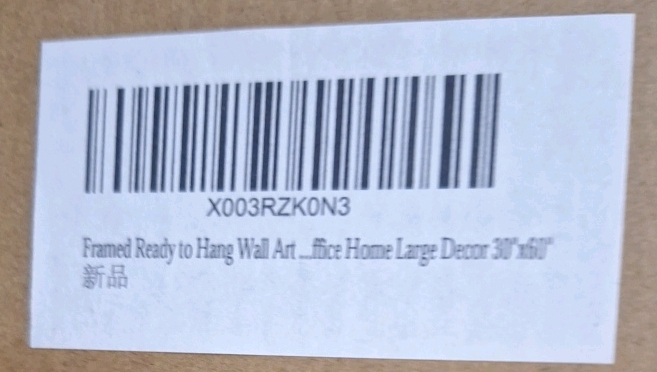 X003RZK0N3
Framed Ready to Hang Wall Art ...ffice Home Large Decor 30"x60"
新品